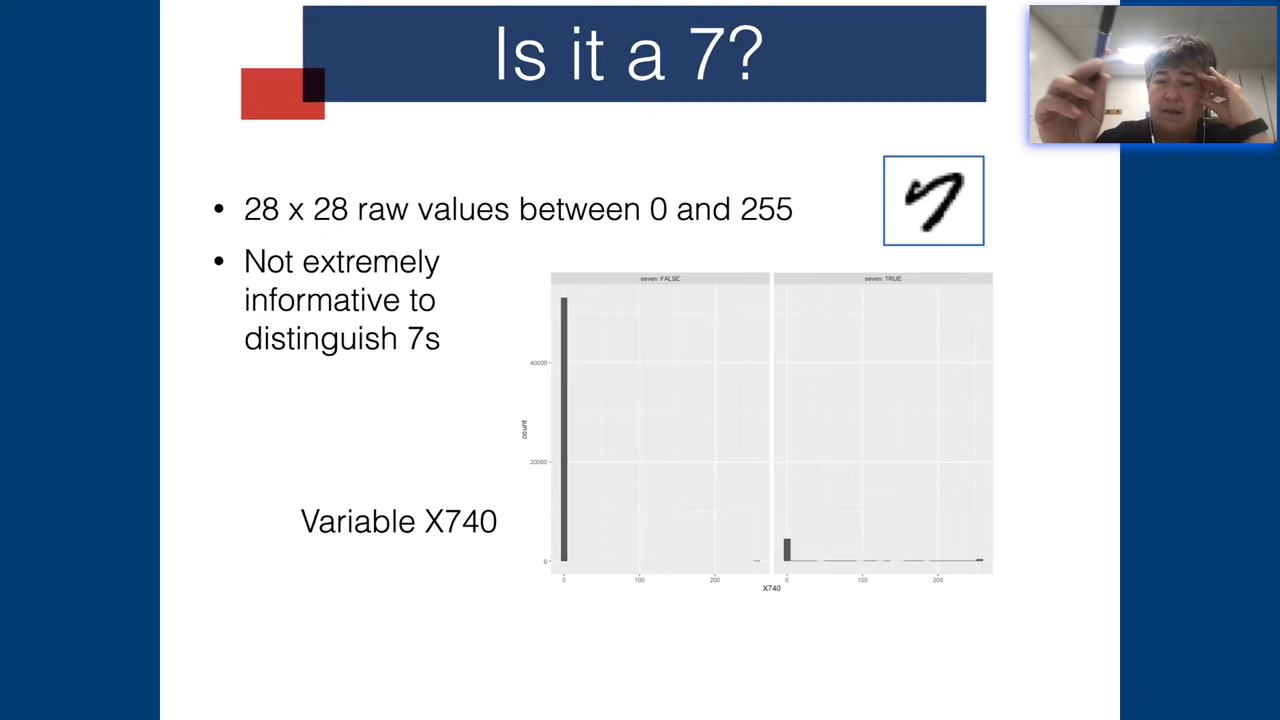 Is it a 7?
• 28 x 28 raw values between 0 and 255
• Not extremely
informative to
distinguish 7s
Variable X740
seven: FALSE
seven: TRUE
count
40000
20000
0
0
100
200
0
100
200
X740